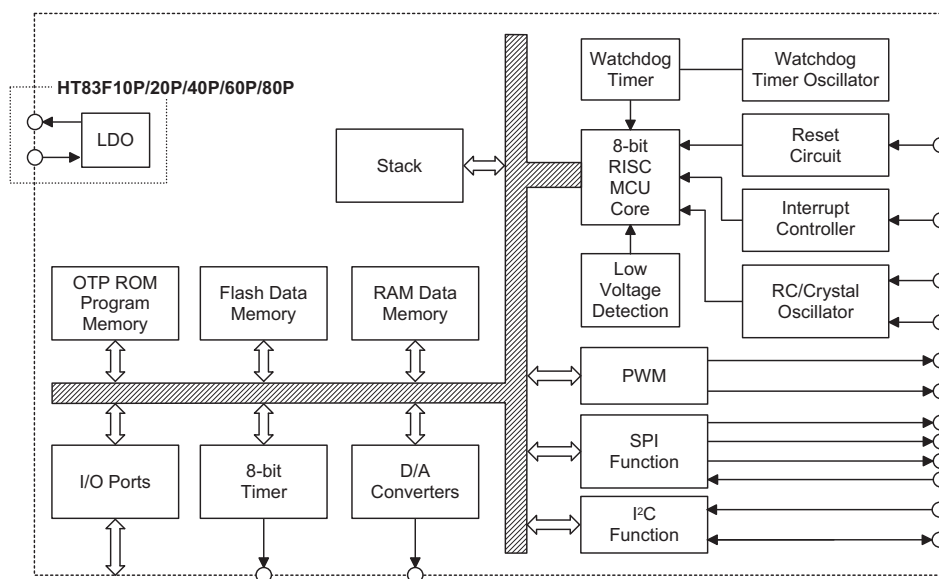 HT83F10P/20P/40P/60P/80P
LDO
Stack
Watchdog
Timer
Watchdog
Timer Oscillator
8-bit
RISC
MCU
Core
Reset
Circuit
Interrupt
Controller
Low
Voltage
Detection
RC/Crystal
Oscillator
OTP ROM
Program
Memory
Flash Data
Memory
RAM Data
Memory
PWM
I/O Ports
8-bit
Timer
D/A
Converters
SPI
Function
I²C
Function